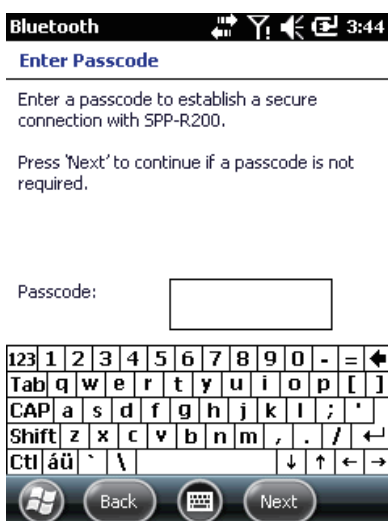 Bluetooth 3:44
Enter Passcode
Enter a passcode to establish a secure
connection with SPP-R200.
Press 'Next' to continue if a passcode is not
required.
Passcode:
123 1 2 3 4 5 6 7 8 9 0 - =
Tab q w e r t y u i o p [ ]
CAP a s d f g h j k l ; '
Shift z x c v b n m , . /
Ctl áü ` \
Back Next